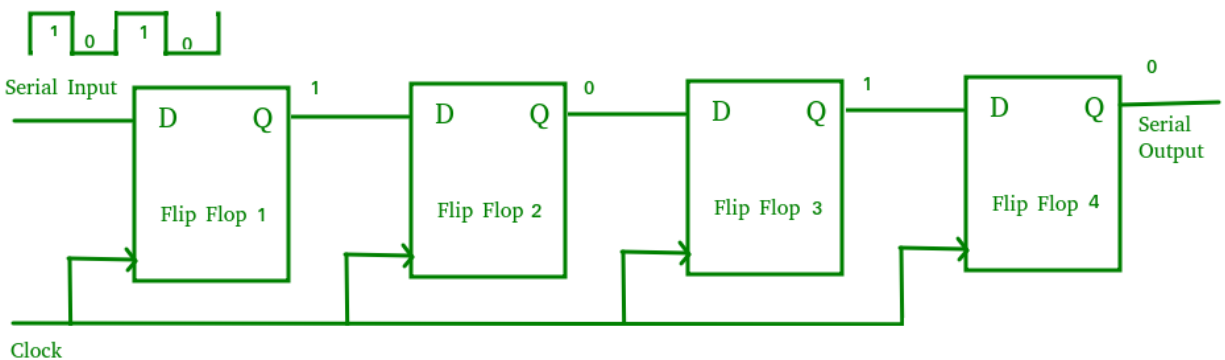 1 0 1 0
Serial Input
1
0
1
0
D Q
D Q
D Q
D Q
Serial
Output
Flip Flop 1
Flip Flop 2
Flip Flop 3
Flip Flop 4
Clock